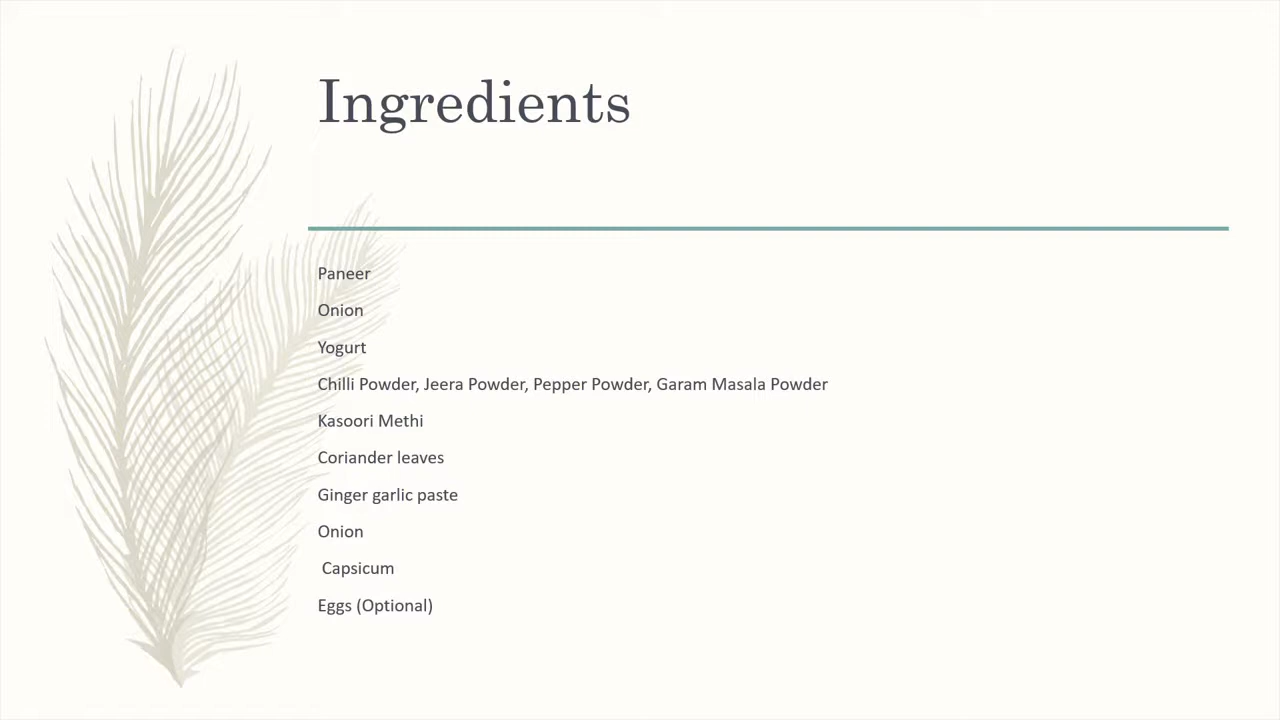 Ingredients
Paneer
Onion
Yogurt
Chilli Powder, Jeera Powder, Pepper Powder, Garam Masala Powder
Kasoori Methi
Coriander leaves
Ginger garlic paste
Onion
Capsicum
Eggs (Optional)